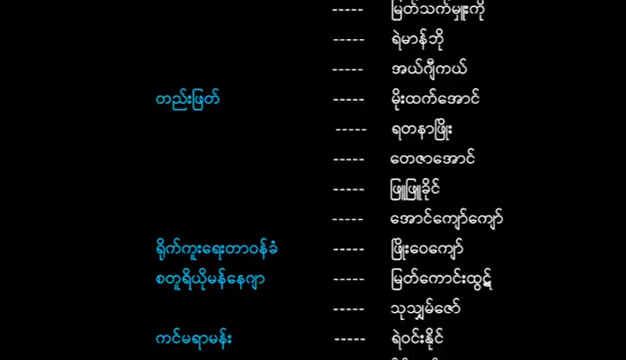 ----- မြတ်သက်မှူးကို
----- ရဲမာန်ဘို
----- အယ်ဂျီကယ်
တည်းဖြတ် ----- မိုးထက်အောင်
----- ရတနာဖြိုး
----- တေဇာအောင်
----- ဖြူဖြူခိုင်
----- အောင်ကျော်ကျော်
ရိုက်ကူးရေးတာဝန်ခံ ----- ဖြိုးဝေကျော်
စတူရီယိုမန်နေဂျာ ----- မြတ်ကောင်းထွဋ်
----- သုသျှမ်ဇော်
ကင်မရာမန်း ----- ရဲဝင်းနိုင်